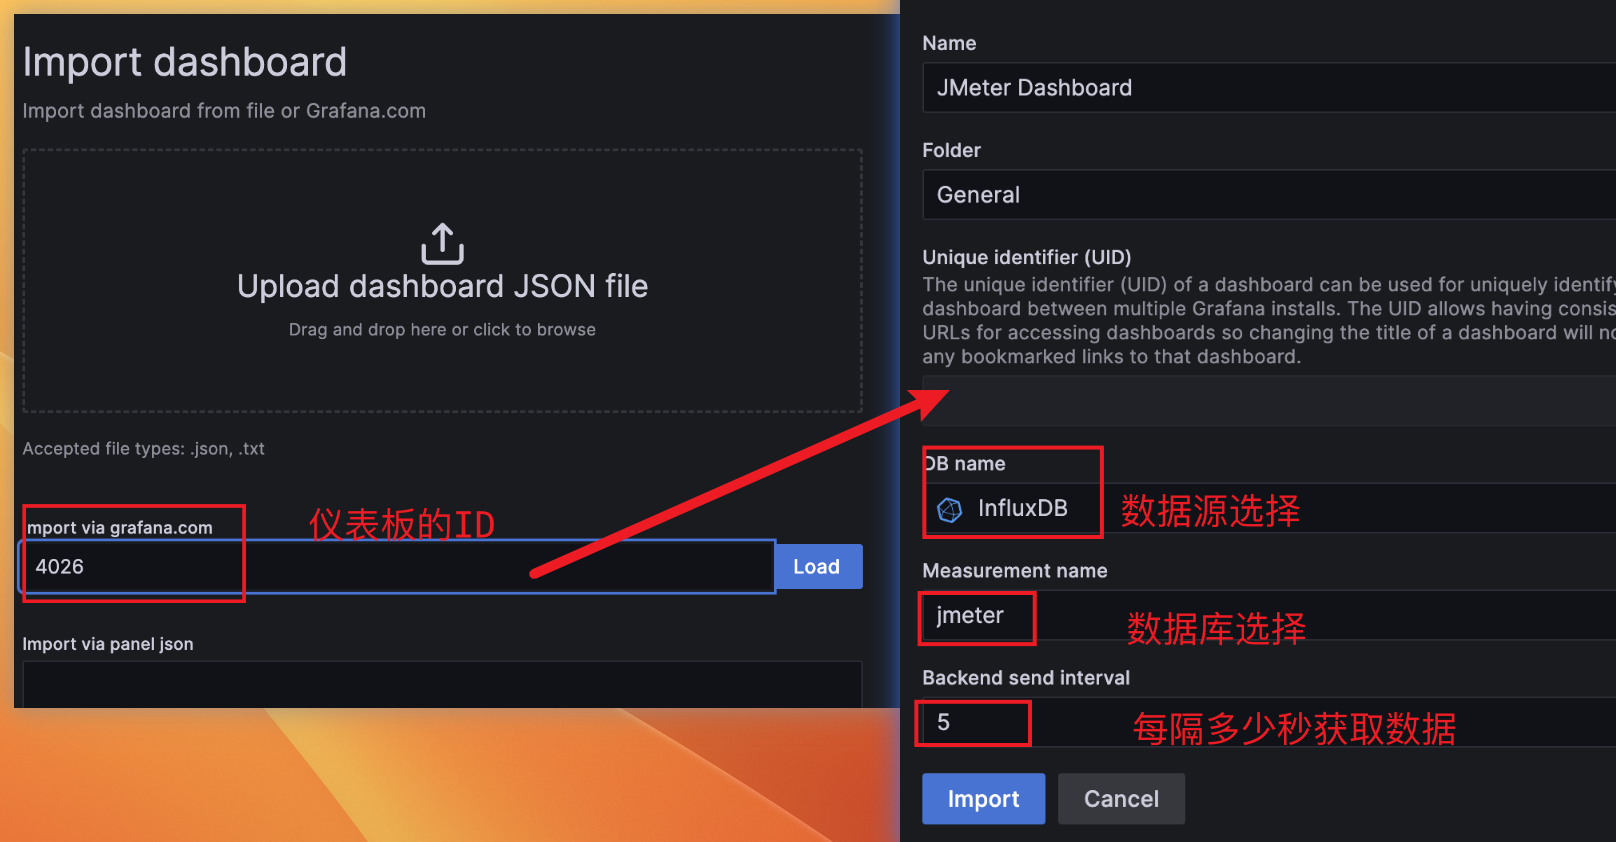 Import dashboard
Import dashboard from file or Grafana.com
Upload dashboard JSON file
Drag and drop here or click to browse
Accepted file types: .json, .txt
mport via grafana.com
仪表板的ID
4026
Load
Import via panel json
Name
JMeter Dashboard
Folder
General
Unique identifier (UID)
The unique identifier (UID) of a dashboard can be used for uniquely identify
dashboard between multiple Grafana installs. The UID allows having consis
URLs for accessing dashboards so changing the title of a dashboard will no
any bookmarked links to that dashboard.
DB name
InfluxDB
数据源选择
Measurement name
jmeter
数据库选择
Backend send interval
5
每隔多少秒获取数据
Import
Cancel